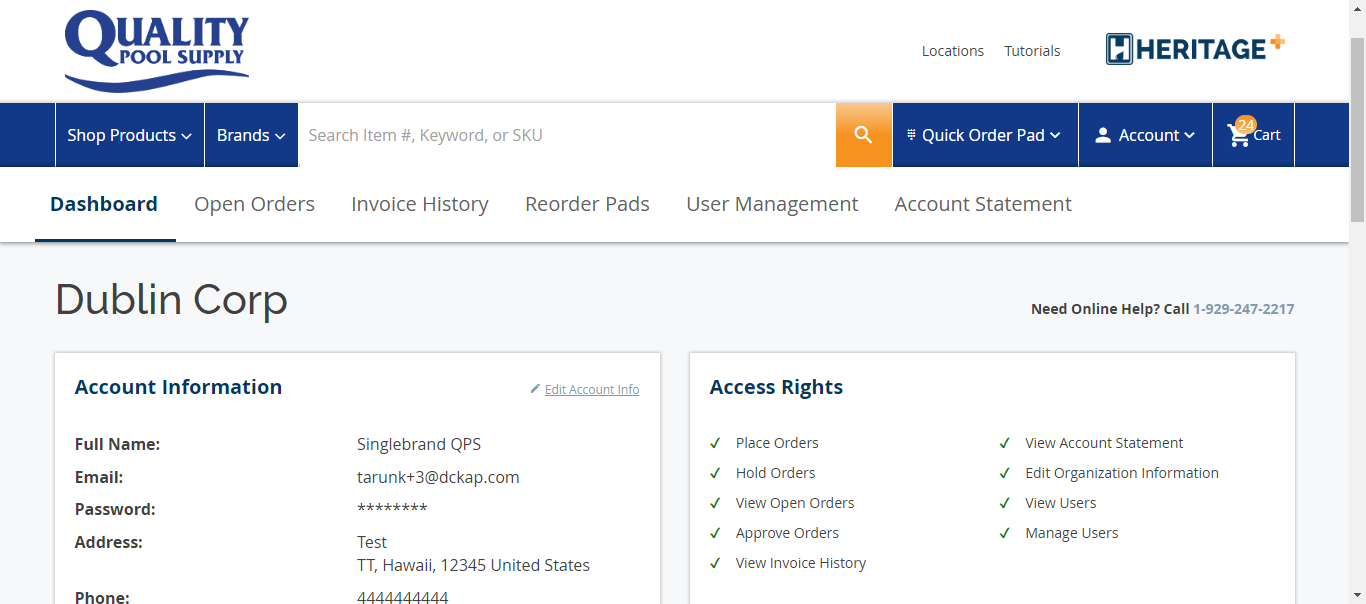 QUALITY
POOL SUPPLY
Locations Tutorials
HERITAGE+
Shop Products Brands Search Item #, Keyword, or SKU Quick Order Pad Account 24 Cart
Dashboard Open Orders Invoice History Reorder Pads User Management Account Statement
Dublin Corp
Need Online Help? Call 1-929-247-2217
Account Information Edit Account Info
Full Name: Singlebrand QPS
Email: tarunk+3@dckap.com
Password: ********
Address: Test
TT, Hawaii, 12345 United States
Phone: 4444444444
Access Rights
Place Orders View Account Statement
Hold Orders Edit Organization Information
View Open Orders View Users
Approve Orders Manage Users
View Invoice History